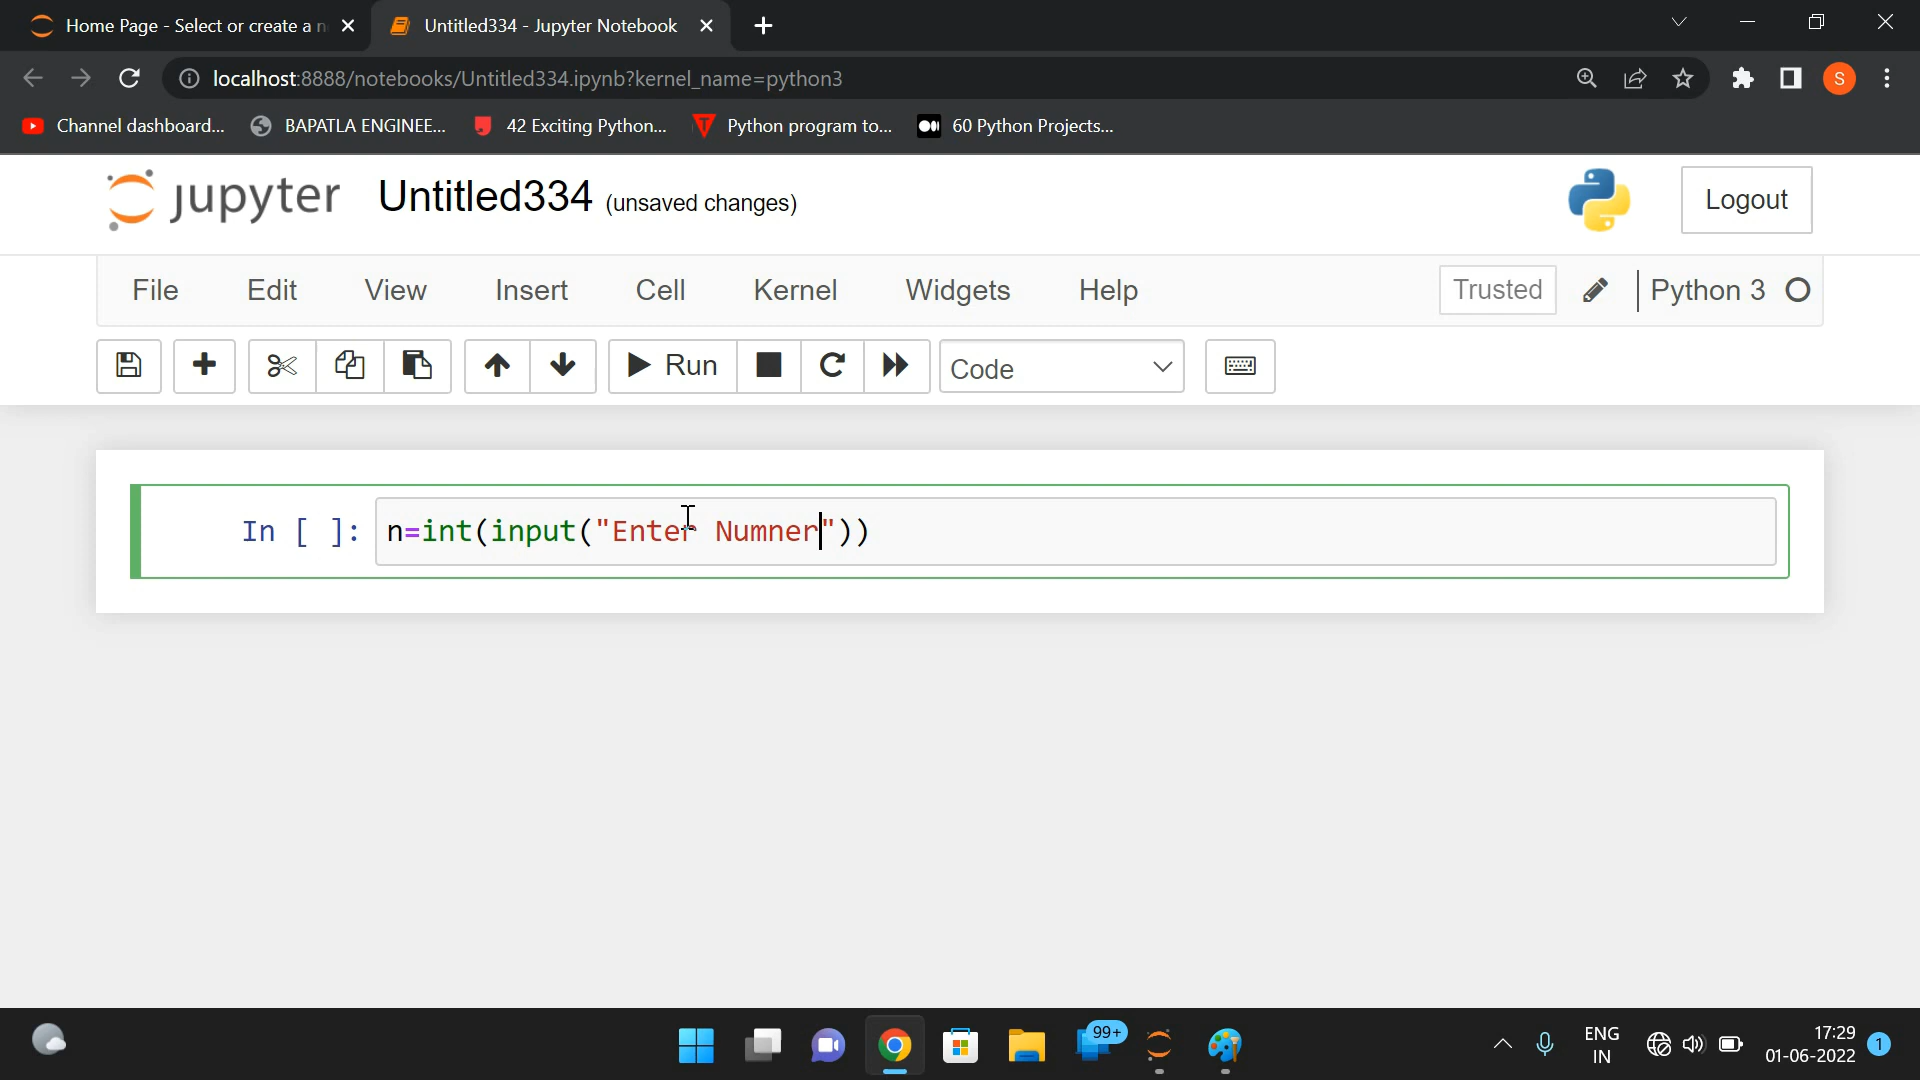 Home Page - Select or create a n
Untitled334 - Jupyter Notebook
localhost:8888/notebooks/Untitled334.ipynb?kernel_name=python3
S
Channel dashboard...
BAPATLA ENGINEE...
42 Exciting Python...
Python program to...
60 Python Projects...
jupyter Untitled334 (unsaved changes)
Logout
File Edit View Insert Cell Kernel Widgets Help
Trusted
Python 3
Run
Code
In [ ]: n=int(input("Enter Numner"))
99+
ENG
IN
17:29
01-06-2022
1